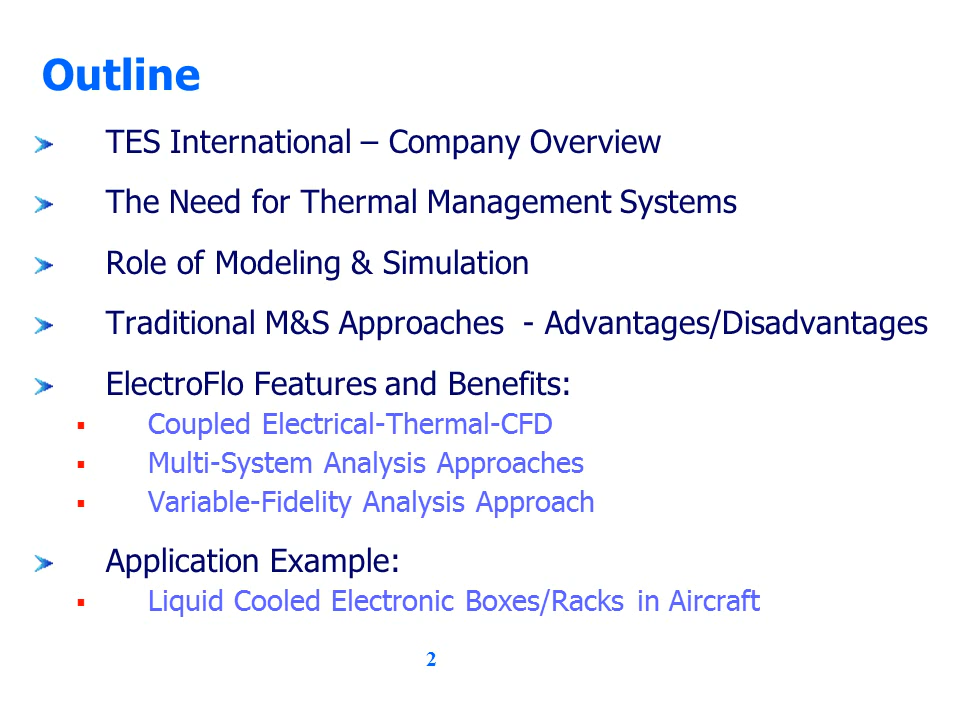 Outline
TES International – Company Overview
The Need for Thermal Management Systems
Role of Modeling & Simulation
Traditional M&S Approaches - Advantages/Disadvantages
ElectroFlo Features and Benefits:
Coupled Electrical-Thermal-CFD
Multi-System Analysis Approaches
Variable-Fidelity Analysis Approach
Application Example:
Liquid Cooled Electronic Boxes/Racks in Aircraft
2